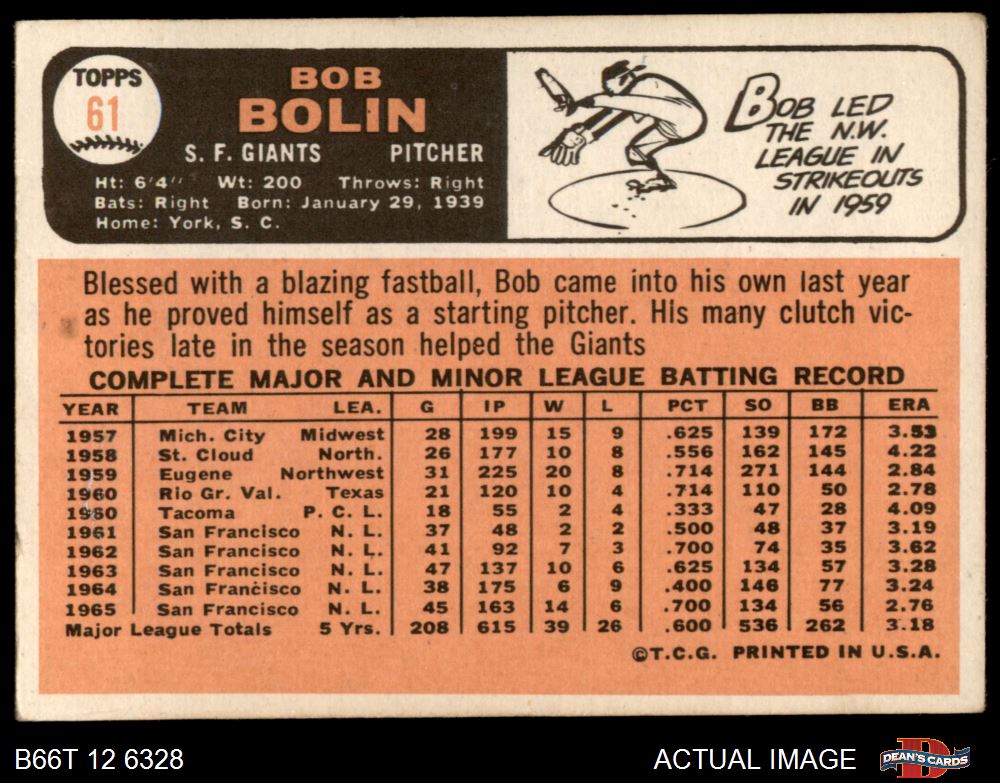 TOPPS
61
BOB
BOLIN
S. F. GIANTS PITCHER
Ht: 6'4" Wt: 200 Throws: Right
Bats: Right Born: January 29, 1939
Home: York, S. C.
BOB LED
THE N.W.
LEAGUE IN
STRIKEOUTS
IN 1959
Blessed with a blazing fastball, Bob came into his own last year
as he proved himself as a starting pitcher. His many clutch vic-
tories late in the season helped the Giants
COMPLETE MAJOR AND MINOR LEAGUE BATTING RECORD
YEAR TEAM LEA. G IP W L PCT SO BB ERA
1957 Mich. City Midwest 28 199 15 9 .625 139 172 3.53
1958 St. Cloud North. 26 177 10 8 .556 162 145 4.22
1959 Eugene Northwest 31 225 20 8 .714 271 144 2.84
1960 Rio Gr. Val. Texas 21 120 10 4 .714 110 50 2.78
1960 Tacoma P. C. L. 18 55 2 4 .333 47 28 4.09
1961 San Francisco N. L. 37 48 2 2 .500 48 37 3.19
1962 San Francisco N. L. 41 92 7 3 .700 74 35 3.62
1963 San Francisco N. L. 47 137 10 6 .625 134 57 3.28
1964 San Francisco N. L. 38 175 6 9 .400 146 77 3.24
1965 San Francisco N. L. 45 163 14 6 .700 134 56 2.76
Major League Totals 5 Yrs. 208 615 39 26 .600 536 262 3.18
©T.C.G. PRINTED IN U.S.A.
B66T 12 6328 ACTUAL IMAGE DEAN'S CARDS